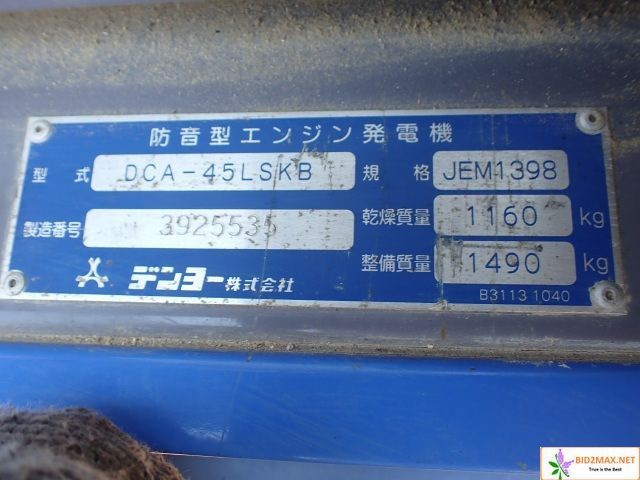 防音型エンジン発電機
型式 DCA-45LSKB 規格 JEM1398
製造番号 3925535 乾燥質量 1160 kg
整備質量 1490 kg
デンヨー株式会社
B3113 1040
BID2MAX.NET
True is the Best